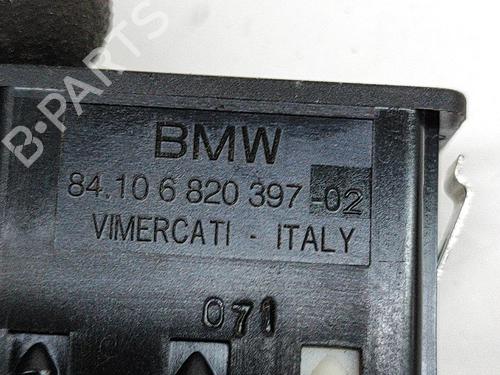 B-PARTS
BMW
84.10 6 820 397-02
VIMERCATI - ITALY
071